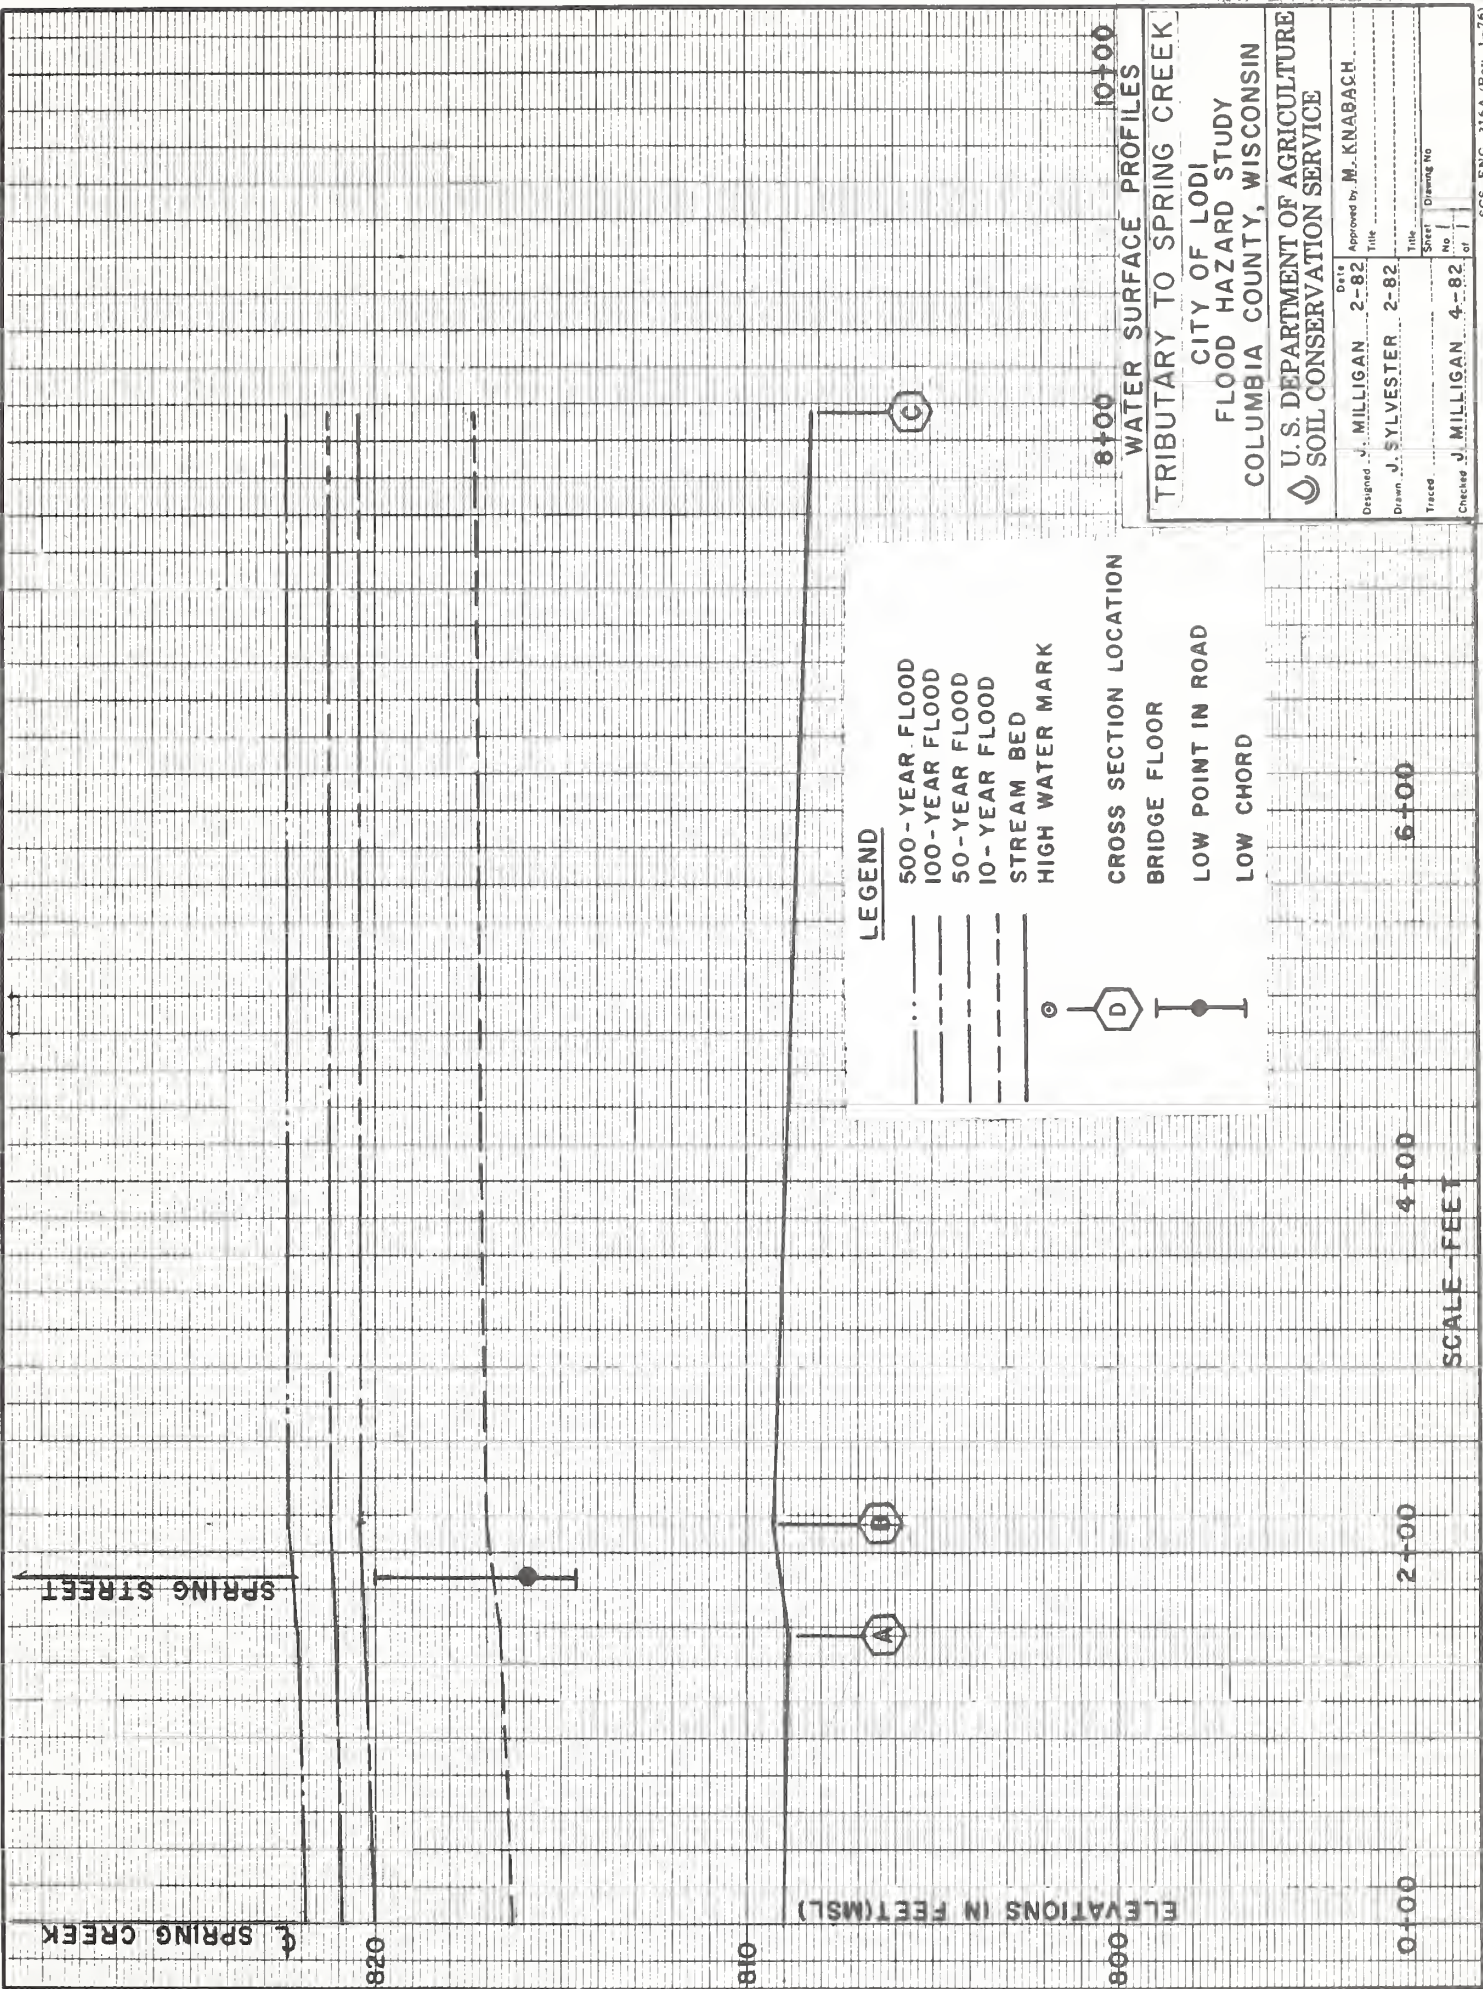 SPRING CREEK
SPRING STREET
820
810
800
ELEVATIONS IN FEET (MSL)
A
B
C
0+00
2+00
4+00
6+00
8+00
10+00
SCALE-FEET
LEGEND
500-YEAR FLOOD
100-YEAR FLOOD
50-YEAR FLOOD
10-YEAR FLOOD
STREAM BED
HIGH WATER MARK
D
CROSS SECTION LOCATION
BRIDGE FLOOR
LOW POINT IN ROAD
LOW CHORD
WATER SURFACE PROFILES
TRIBUTARY TO SPRING CREEK
CITY OF LODI
FLOOD HAZARD STUDY
COLUMBIA COUNTY, WISCONSIN
U. S. DEPARTMENT OF AGRICULTURE
SOIL CONSERVATION SERVICE
Date
Designed J. MILLIGAN 2-82
Drawn J. SYLVESTER 2-82
Traced
Checked J. MILLIGAN 4-82
Approved by M. KNABACH
Title
Title
Sheet No 1 of 1
Drawing No